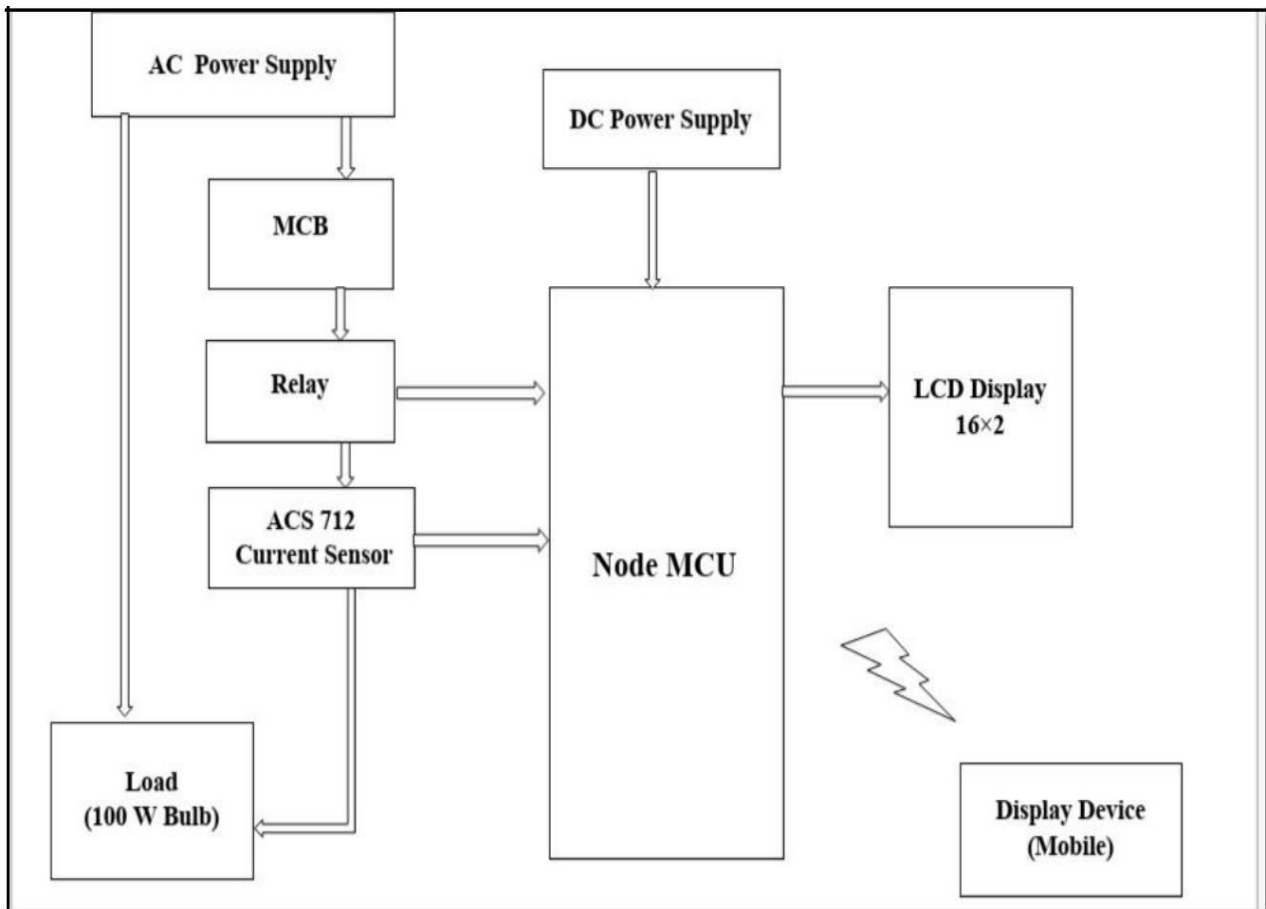 AC Power Supply
DC Power Supply
MCB
Relay
LCD Display
16×2
ACS 712
Current Sensor
Node MCU
Load
(100 W Bulb)
Display Device
(Mobile)